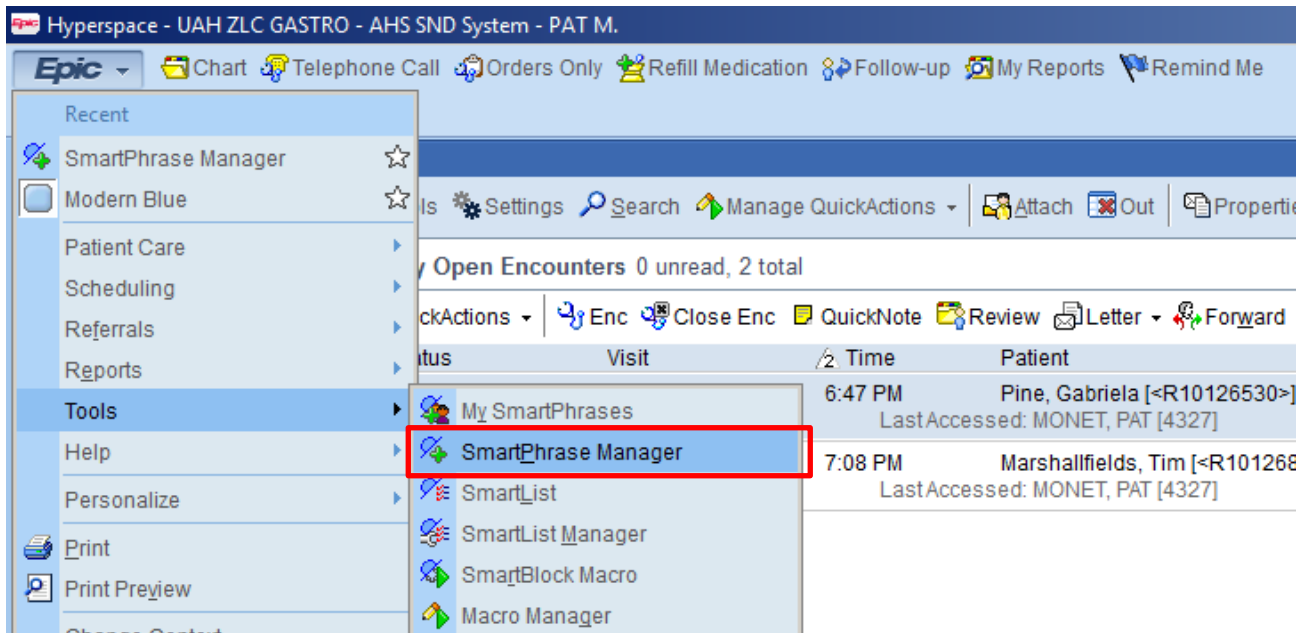 Hyperspace - UAH ZLC GASTRO - AHS SND System - PAT M.
Epic Chart Telephone Call Orders Only Refill Medication Follow-up My Reports Remind Me
Recent
SmartPhrase Manager
Modern Blue
ls Settings Search Manage QuickActions Attach Out Propertie
Patient Care
y Open Encounters 0 unread, 2 total
Scheduling
Referrals
ckActions Enc Close Enc QuickNote Review Letter Forward
Reports
tus Visit 2 Time Patient
Tools
My SmartPhrases
6:47 PM Pine, Gabriela [<R10126530>]
Last Accessed: MONET, PAT [4327]
Help
SmartPhrase Manager
7:08 PM Marshallfields, Tim [<R101268
Last Accessed: MONET, PAT [4327]
Personalize
SmartList
SmartList Manager
Print
SmartBlock Macro
Print Preview
Macro Manager